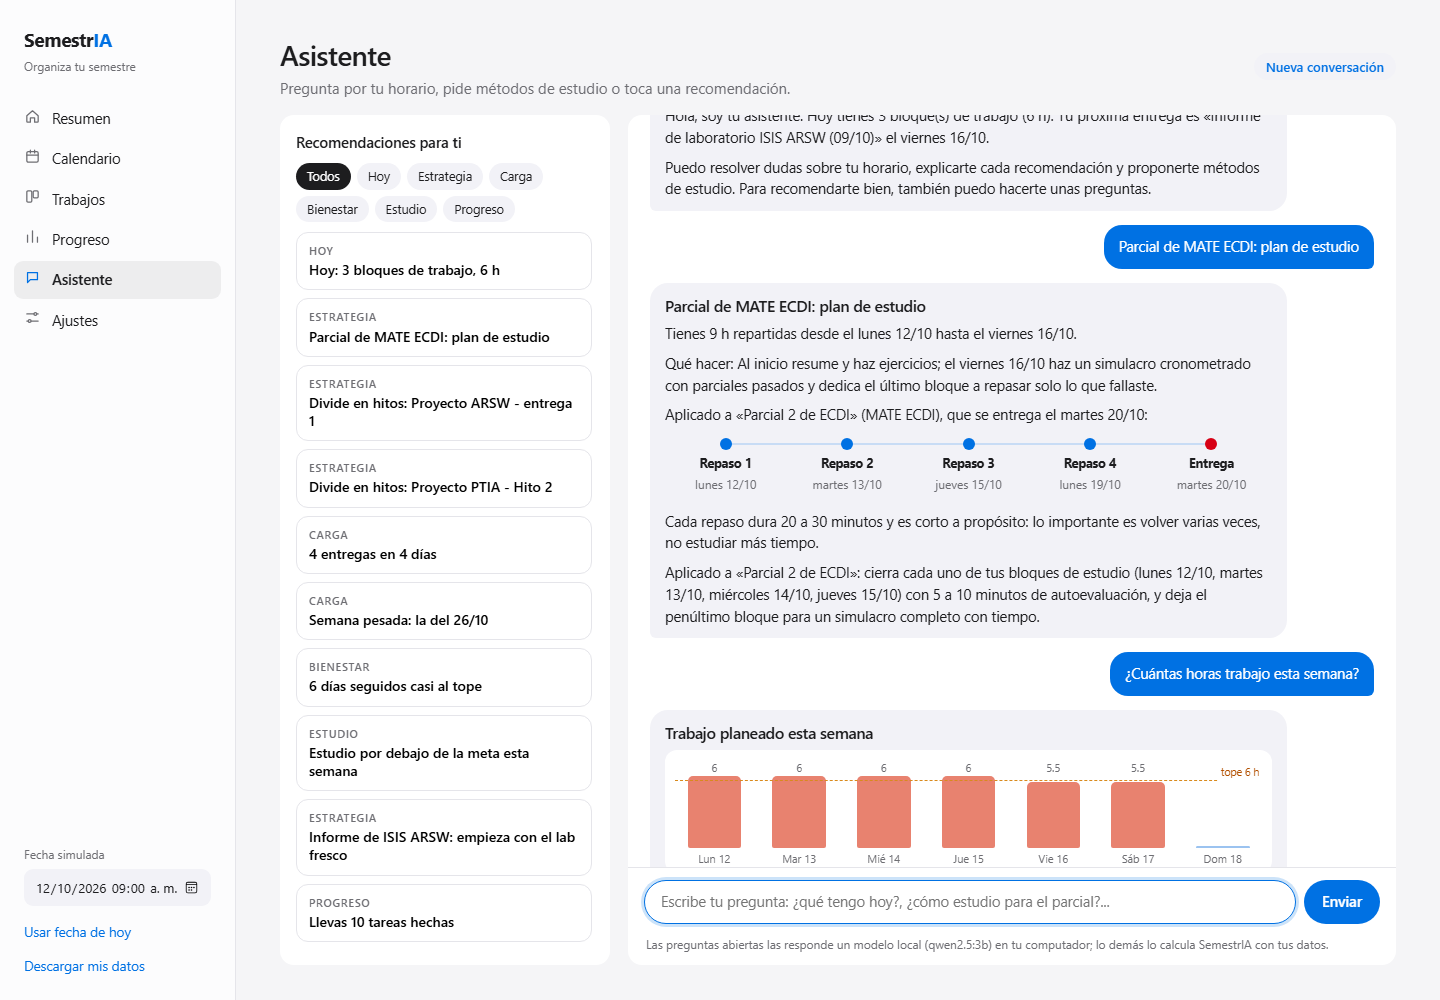 SemestrIA
Organiza tu semestre
Resumen
Calendario
Trabajos
Progreso
Asistente
Ajustes
Fecha simulada
12/10/2026 09:00 a. m.
Usar fecha de hoy
Descargar mis datos
Asistente
Pregunta por tu horario, pide métodos de estudio o toca una recomendación.
Nueva conversación
Recomendaciones para ti
Todos Hoy Estrategia Carga
Bienestar Estudio Progreso
HOY
Hoy: 3 bloques de trabajo, 6 h
ESTRATEGIA
Parcial de MATE ECDI: plan de estudio
ESTRATEGIA
Divide en hitos: Proyecto ARSW - entrega
1
ESTRATEGIA
Divide en hitos: Proyecto PTIA - Hito 2
CARGA
4 entregas en 4 días
CARGA
Semana pesada: la del 26/10
BIENESTAR
6 días seguidos casi al tope
ESTUDIO
Estudio por debajo de la meta esta
semana
ESTRATEGIA
Informe de ISIS ARSW: empieza con el lab
fresco
PROGRESO
Llevas 10 tareas hechas
Hola, soy tu asistente. Hoy tienes 3 bloque(s) de trabajo (6 h). Tu próxima entrega es «Informe
de laboratorio ISIS ARSW (09/10)» el viernes 16/10.
Puedo resolver dudas sobre tu horario, explicarte cada recomendación y proponerte métodos
de estudio. Para recomendarte bien, también puedo hacerte unas preguntas.
Parcial de MATE ECDI: plan de estudio
Parcial de MATE ECDI: plan de estudio
Tienes 9 h repartidas desde el lunes 12/10 hasta el viernes 16/10.
Qué hacer: Al inicio resume y haz ejercicios; el viernes 16/10 haz un simulacro cronometrado
con parciales pasados y dedica el último bloque a repasar solo lo que fallaste.
Aplicado a «Parcial 2 de ECDI» (MATE ECDI), que se entrega el martes 20/10:
Repaso 1 Repaso 2 Repaso 3 Repaso 4 Entrega
lunes 12/10 martes 13/10 jueves 15/10 lunes 19/10 martes 20/10
Cada repaso dura 20 a 30 minutos y es corto a propósito: lo importante es volver varias veces,
no estudiar más tiempo.
Aplicado a «Parcial 2 de ECDI»: cierra cada uno de tus bloques de estudio (lunes 12/10, martes
13/10, miércoles 14/10, jueves 15/10) con 5 a 10 minutos de autoevaluación, y deja el
penúltimo bloque para un simulacro completo con tiempo.
¿Cuántas horas trabajo esta semana?
Trabajo planeado esta semana
6 6 6 6 5.5 5.5
tope 6 h
Lun 12 Mar 13 Mié 14 Jue 15 Vie 16 Sáb 17 Dom 18
Escribe tu pregunta: ¿qué tengo hoy?, ¿cómo estudio para el parcial?...
Enviar
Las preguntas abiertas las responde un modelo local (qwen2.5:3b) en tu computador; lo demás lo calcula SemestrIA con tus datos.